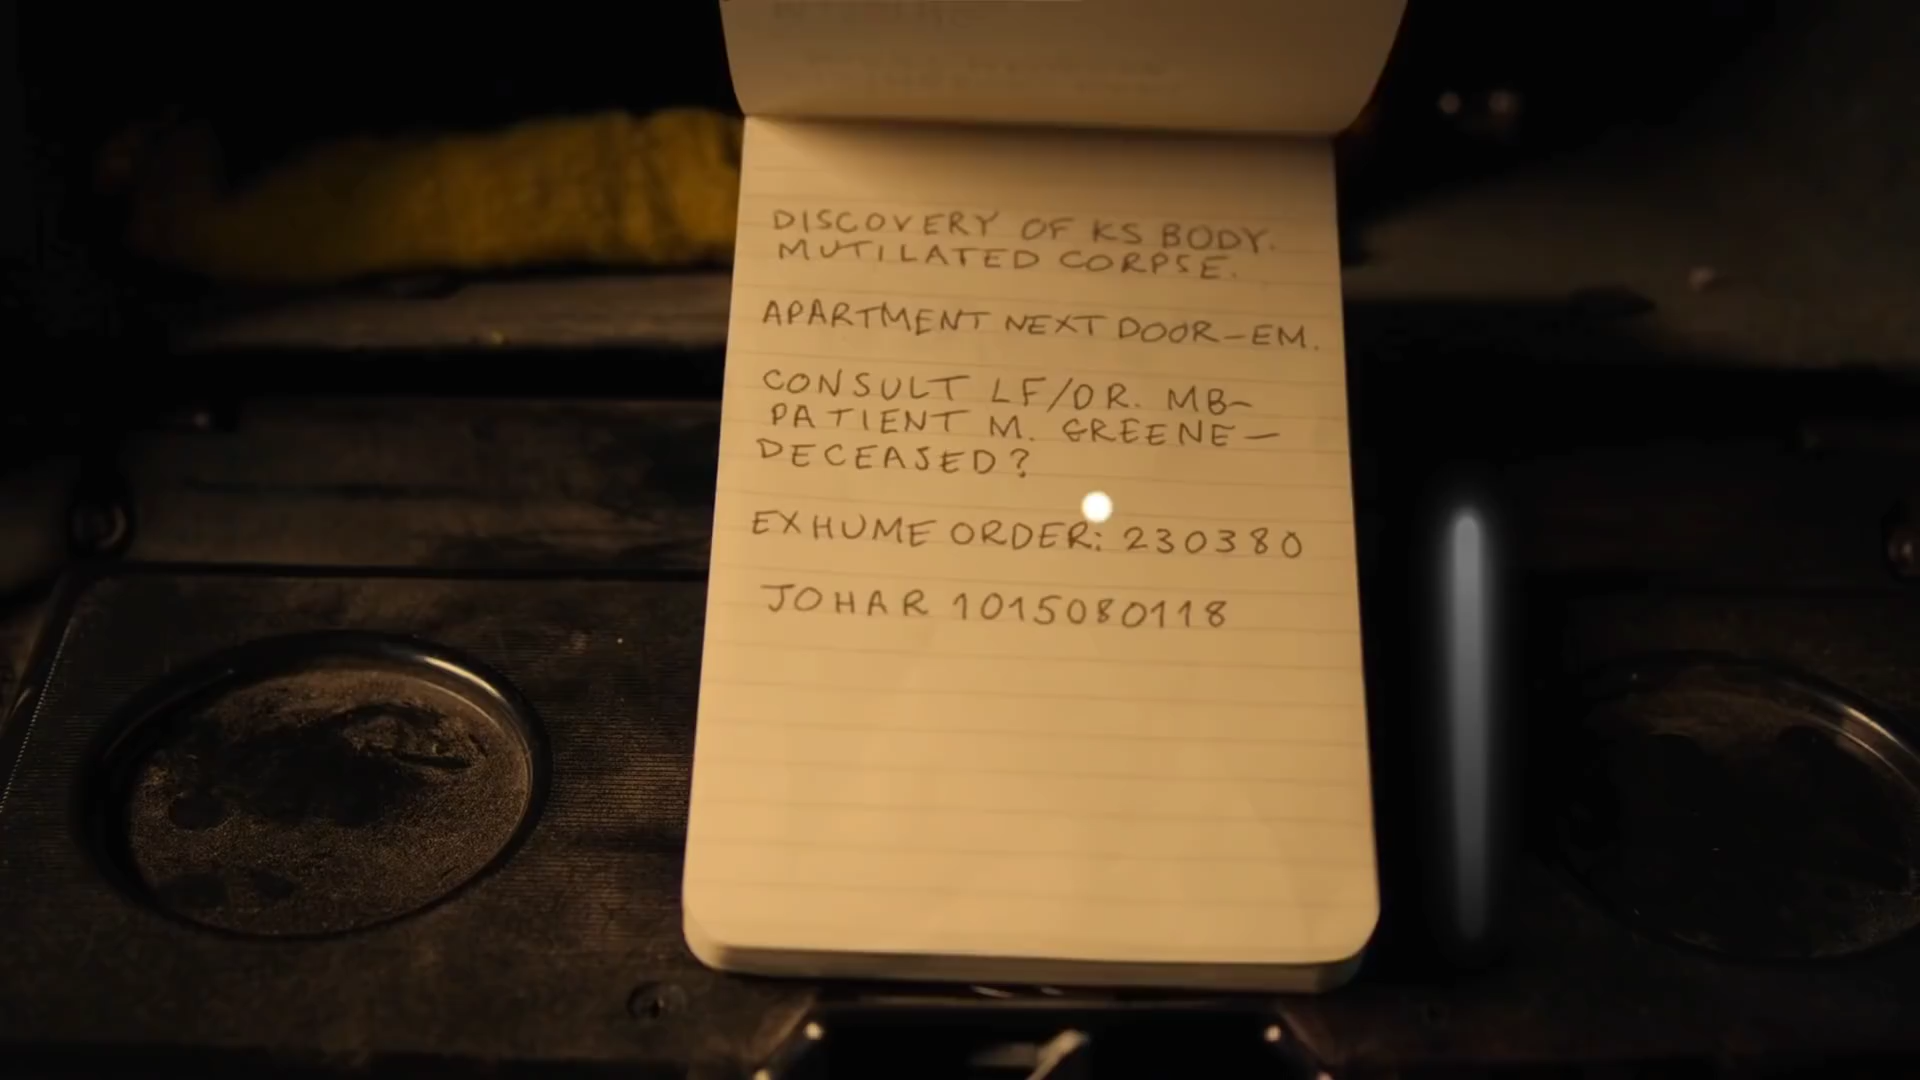 DISCOVERY OF KS BODY.
MUTILATED CORPSE.
APARTMENT NEXT DOOR—EM.
CONSULT LF/DR. MB—
PATIENT M. GREENE—
DECEASED?
EXHUME ORDER: 230380
JOHAR 1015080118